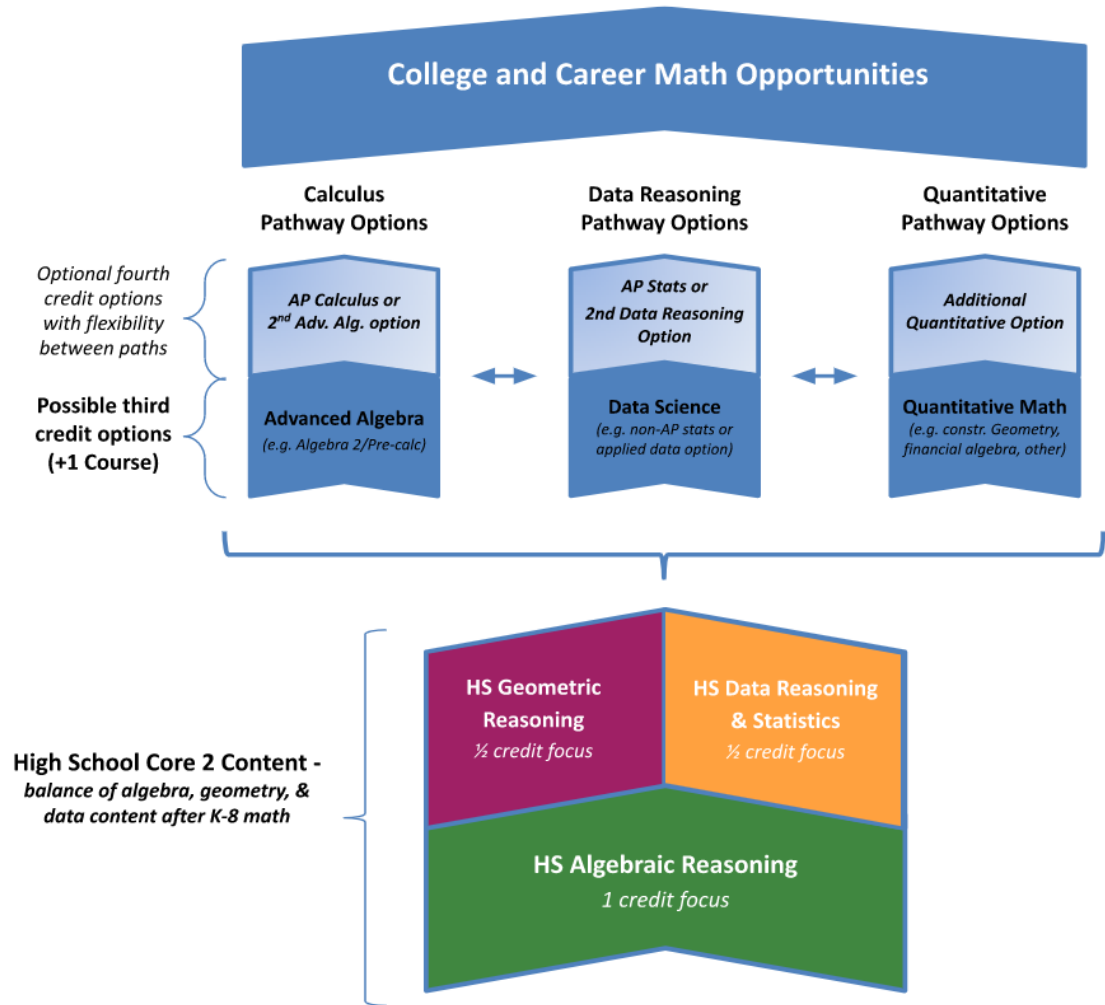 College and Career Math Opportunities
Calculus
Pathway Options
Data Reasoning
Pathway Options
Quantitative
Pathway Options
Optional fourth
credit options
with flexibility
between paths
AP Calculus or
2nd Adv. Alg. option
AP Stats or
2nd Data Reasoning
Option
Additional
Quantitative Option
Possible third
credit options
(+1 Course)
Advanced Algebra
(e.g. Algebra 2/Pre-calc)
Data Science
(e.g. non-AP stats or
applied data option)
Quantitative Math
(e.g. constr. Geometry,
financial algebra, other)
HS Geometric
Reasoning
½ credit focus
HS Data Reasoning
& Statistics
½ credit focus
High School Core 2 Content -
balance of algebra, geometry, &
data content after K-8 math
HS Algebraic Reasoning
1 credit focus